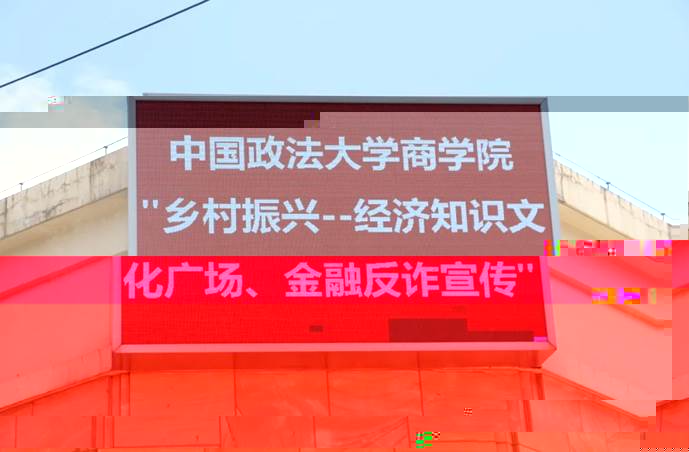 中国政法大学商学院
"乡村振兴--经济知识文
化广场、金融反诈宣传"